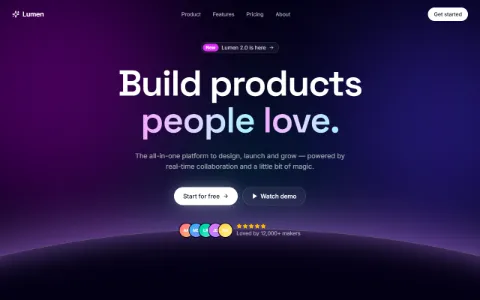 Lumen
Product Features Pricing About
Get started
New Lumen 2.0 is here →
Build products
people love.
The all-in-one platform to design, launch and grow — powered by
real-time collaboration and a little bit of magic.
Start for free →
Watch demo
Loved by 12,000+ makers